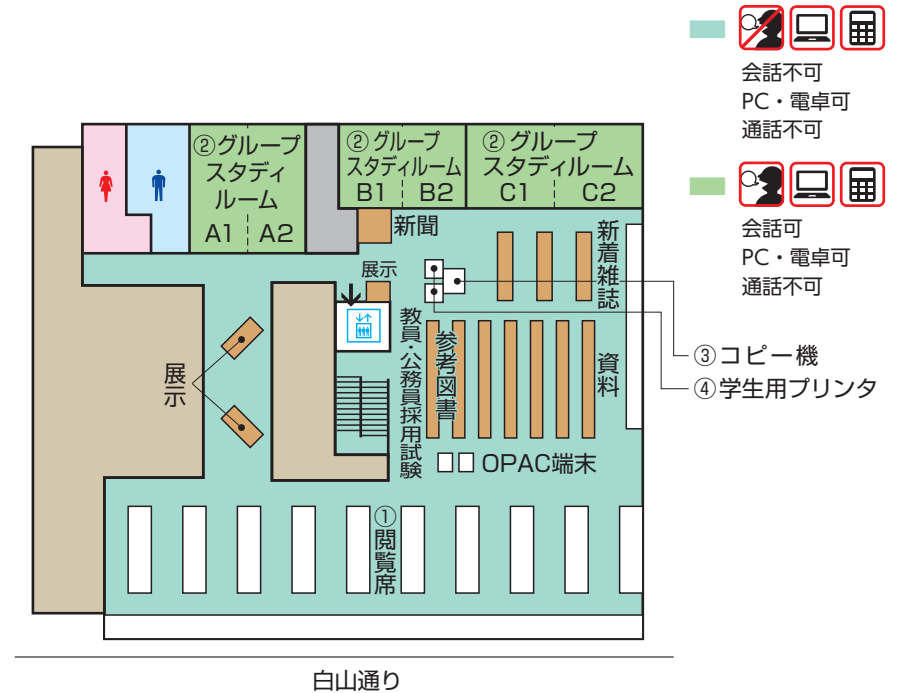 会話不可
PC・電卓可
通話不可
会話可
PC・電卓可
通話不可
②グループ
スタディ
ルーム
A1 A2
②グループ
スタディルーム
B1 B2
②グループ
スタディルーム
C1 C2
新聞
新着雑誌
展示
教員・公務員採用試験
参考図書
資料
③コピー機
④学生用プリンタ
展示
OPAC端末
①閲覧席
白山通り